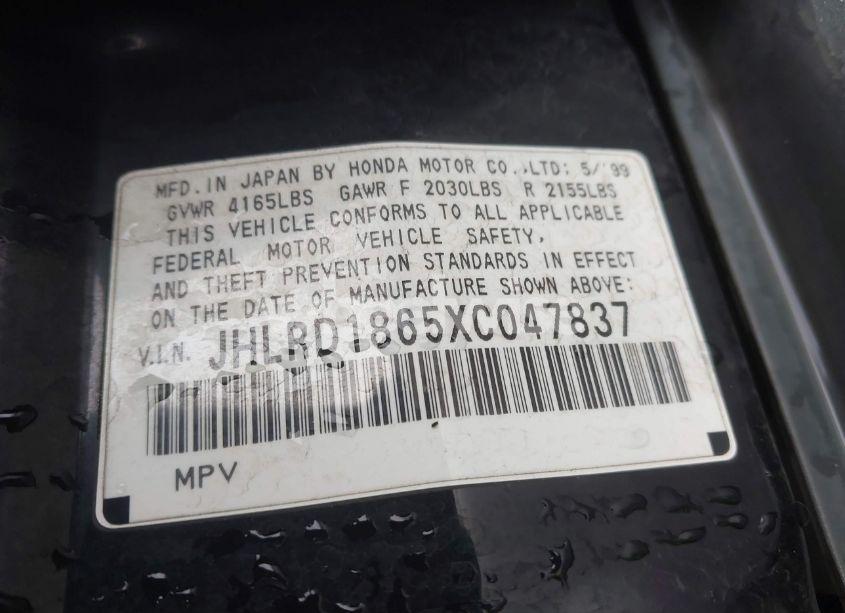 MFD. IN JAPAN BY HONDA MOTOR CO.,LTD: 5/'99
GVWR 4165LBS GAWR F 2030LBS R 2155LBS
THIS VEHICLE CONFORMS TO ALL APPLICABLE
FEDERAL MOTOR VEHICLE SAFETY,
AND THEFT PREVENTION STANDARDS IN EFFECT
ON THE DATE OF MANUFACTURE SHOWN ABOVE:
V.I.N. JHLRD1865XC047837
MPV